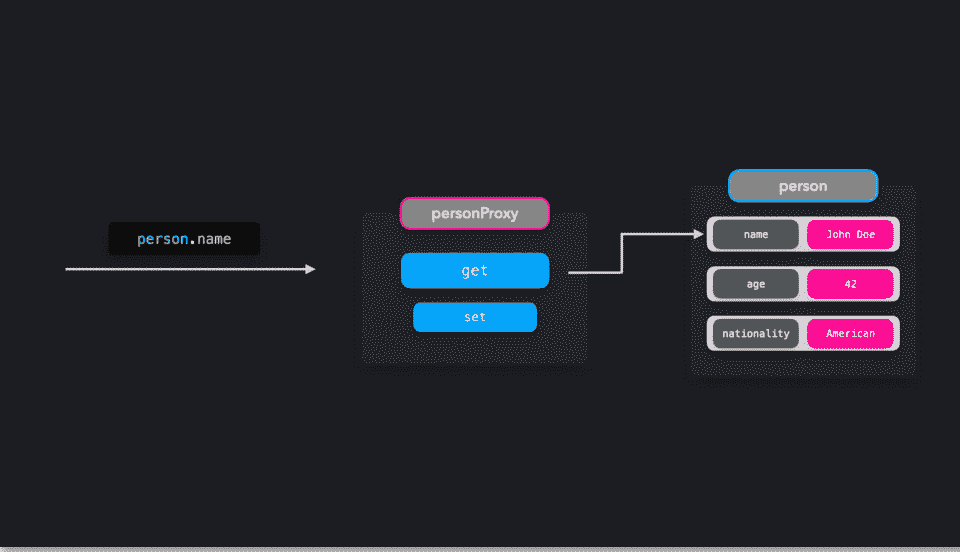 person.name
personProxy
get
set
person
name John Doe
age 42
nationality American